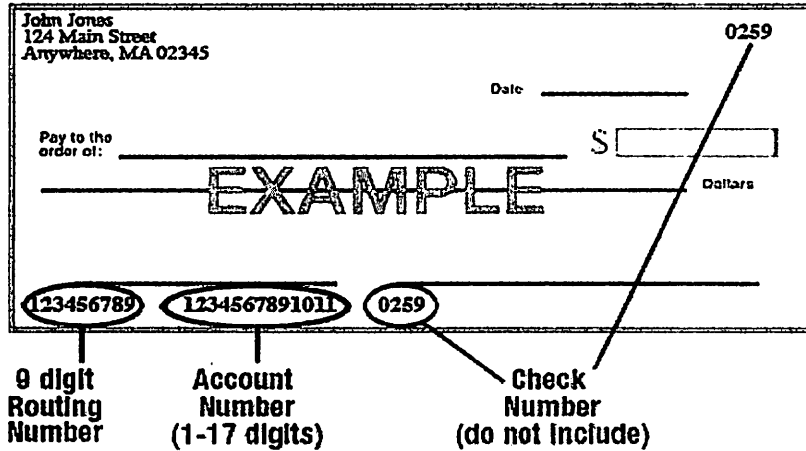 John Jones
0259
124 Main Street
Anywhere, MA 02345
Date
Pay to the
order of:
$
EXAMPLE
Dollars
123456789 1234567891011 0259
9 digit
Routing
Number
Account
Number
(1-17 digits)
Check
Number
(do not include)